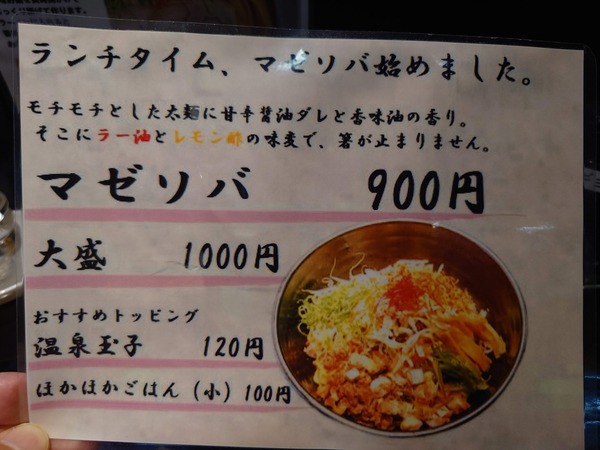 ランチタイム、マゼソバ始めました。
モチモチとした太麺に甘辛醤油ダレと香味油の香り。
そこにラー油とレモン酢の味変で、箸が止まりません。
マゼソバ 900円
大盛 1000円
おすすめトッピング
温泉玉子 120円
ほかほかごはん（小）100円